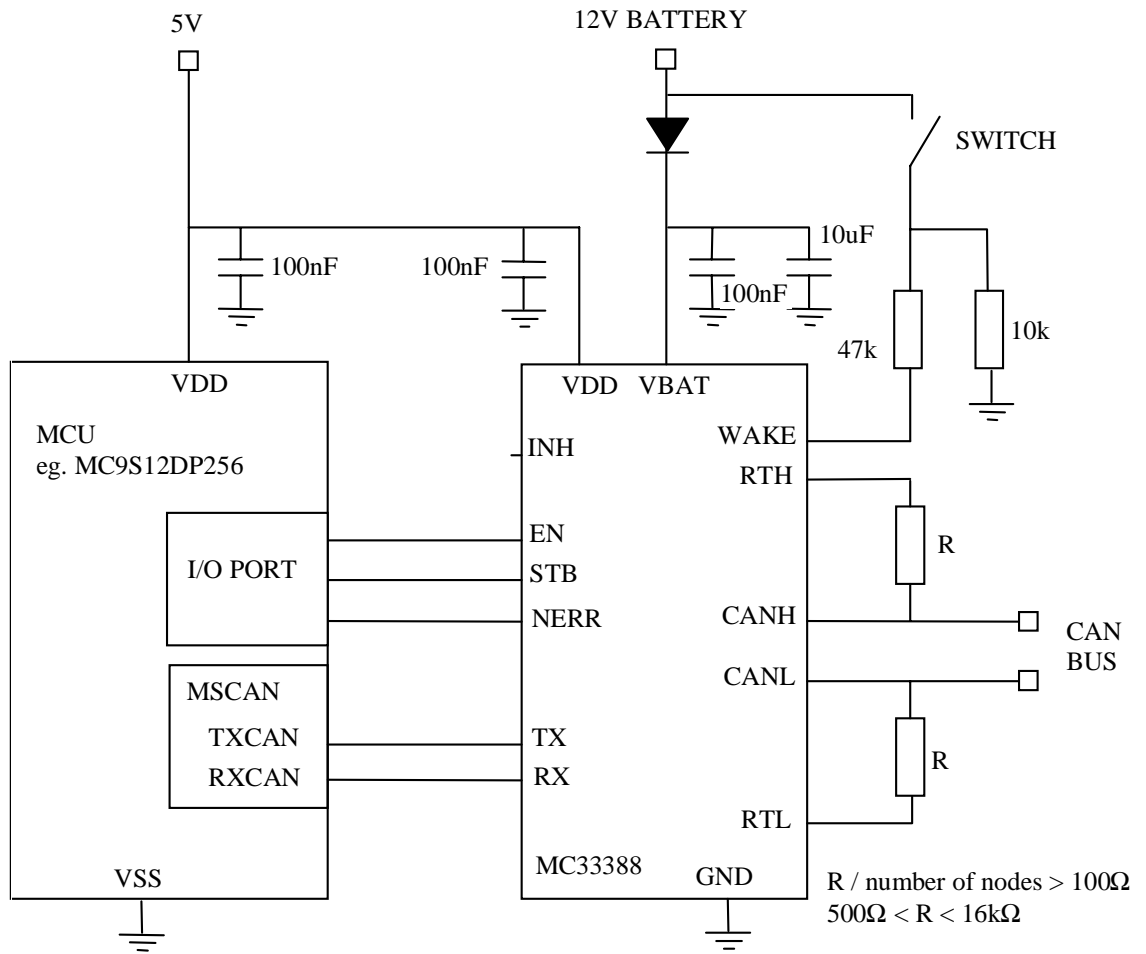 5V
12V BATTERY
SWITCH
100nF
100nF
10uF
100nF
47k
10k
VDD
VDD
VBAT
MCU
eg. MC9S12DP256
INH
WAKE
RTH
I/O PORT
EN
STB
NERR
R
CANH
CANL
CAN
BUS
MSCAN
TXCAN
RXCAN
TX
RX
R
RTL
VSS
MC33388
GND
R / number of nodes > 100Ω
500Ω < R < 16kΩ